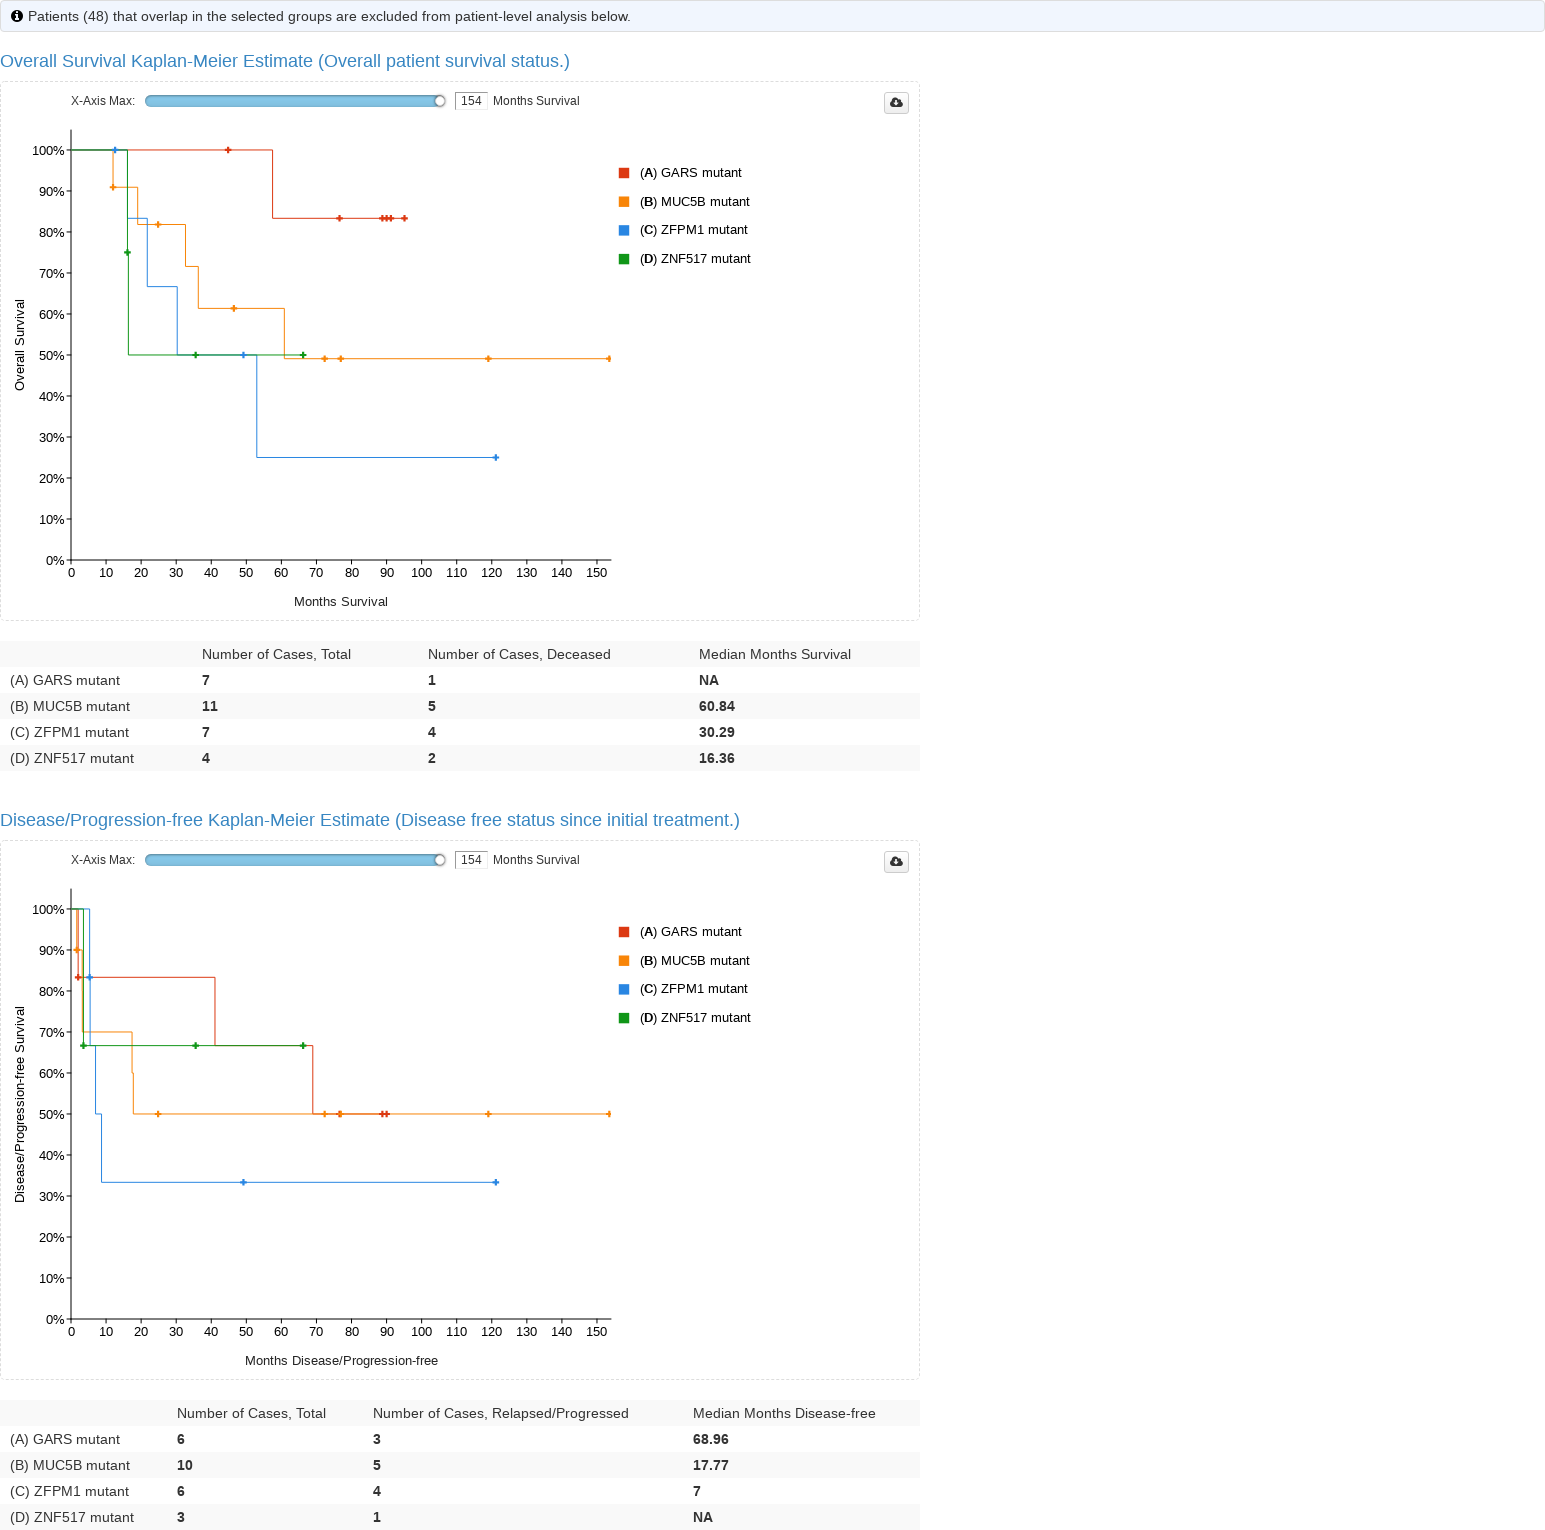 Patients (48) that overlap in the selected groups are excluded from patient-level analysis below.
Overall Survival Kaplan-Meier Estimate (Overall patient survival status.)
X-Axis Max: 154 Months Survival
100%
90%
80%
70%
60%
50%
40%
30%
20%
10%
0%
Overall Survival
(A) GARS mutant
(B) MUC5B mutant
(C) ZFPM1 mutant
(D) ZNF517 mutant
0 10 20 30 40 50 60 70 80 90 100 110 120 130 140 150
Months Survival
Number of Cases, Total Number of Cases, Deceased Median Months Survival
(A) GARS mutant 7 1 NA
(B) MUC5B mutant 11 5 60.84
(C) ZFPM1 mutant 7 4 30.29
(D) ZNF517 mutant 4 2 16.36
Disease/Progression-free Kaplan-Meier Estimate (Disease free status since initial treatment.)
X-Axis Max: 154 Months Survival
100%
90%
80%
70%
60%
50%
40%
30%
20%
10%
0%
Disease/Progression-free Survival
(A) GARS mutant
(B) MUC5B mutant
(C) ZFPM1 mutant
(D) ZNF517 mutant
0 10 20 30 40 50 60 70 80 90 100 110 120 130 140 150
Months Disease/Progression-free
Number of Cases, Total Number of Cases, Relapsed/Progressed Median Months Disease-free
(A) GARS mutant 6 3 68.96
(B) MUC5B mutant 10 5 17.77
(C) ZFPM1 mutant 6 4 7
(D) ZNF517 mutant 3 1 NA